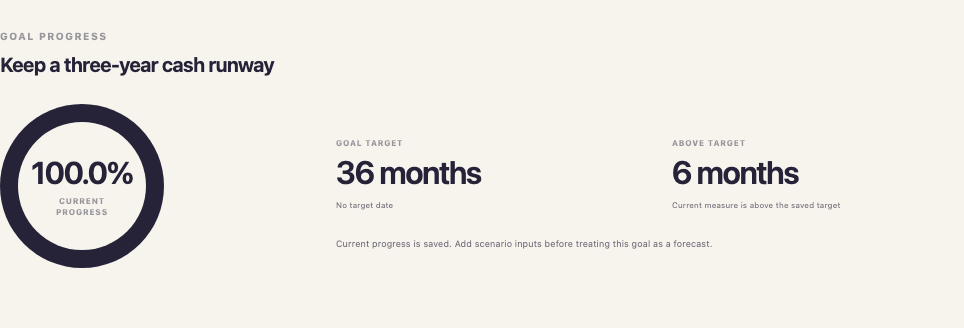 GOAL PROGRESS
Keep a three-year cash runway
100.0%
CURRENT
PROGRESS
GOAL TARGET
36 months
No target date
ABOVE TARGET
6 months
Current measure is above the saved target
Current progress is saved. Add scenario inputs before treating this goal as a forecast.